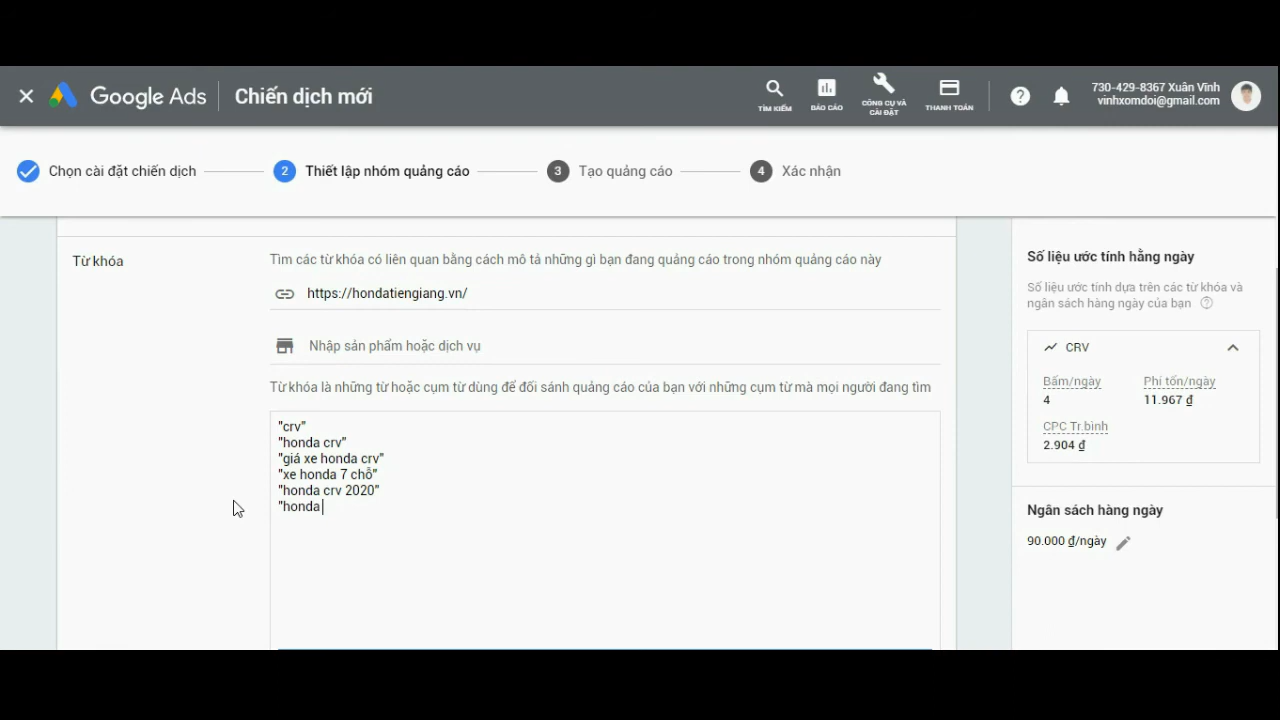 Google Ads
Chiến dịch mới
TÌM KIẾM
BÁO CÁO
CÔNG CỤ VÀ
CÀI ĐẶT
THANH TOÁN
730-429-8367 Xuân Vĩnh
vinhxomdoi@gmail.com
Chọn cài đặt chiến dịch
2 Thiết lập nhóm quảng cáo
3 Tạo quảng cáo
4 Xác nhận
Từ khóa
Tìm các từ khóa có liên quan bằng cách mô tả những gì bạn đang quảng cáo trong nhóm quảng cáo này
https://hondatiengiang.vn/
Nhập sản phẩm hoặc dịch vụ
Từ khóa là những từ hoặc cụm từ dùng để đối sánh quảng cáo của bạn với những cụm từ mà mọi người đang tìm
"crv"
"honda crv"
"giá xe honda crv"
"xe honda 7 chỗ"
"honda crv 2020"
"honda
Số liệu ước tính hằng ngày
Số liệu ước tính dựa trên các từ khóa và
ngân sách hàng ngày của bạn
CRV
Bấm/ngày
4
Phí tổn/ngày
11.967 ₫
CPC Tr.bình
2.904 ₫
Ngân sách hàng ngày
90.000 ₫/ngày